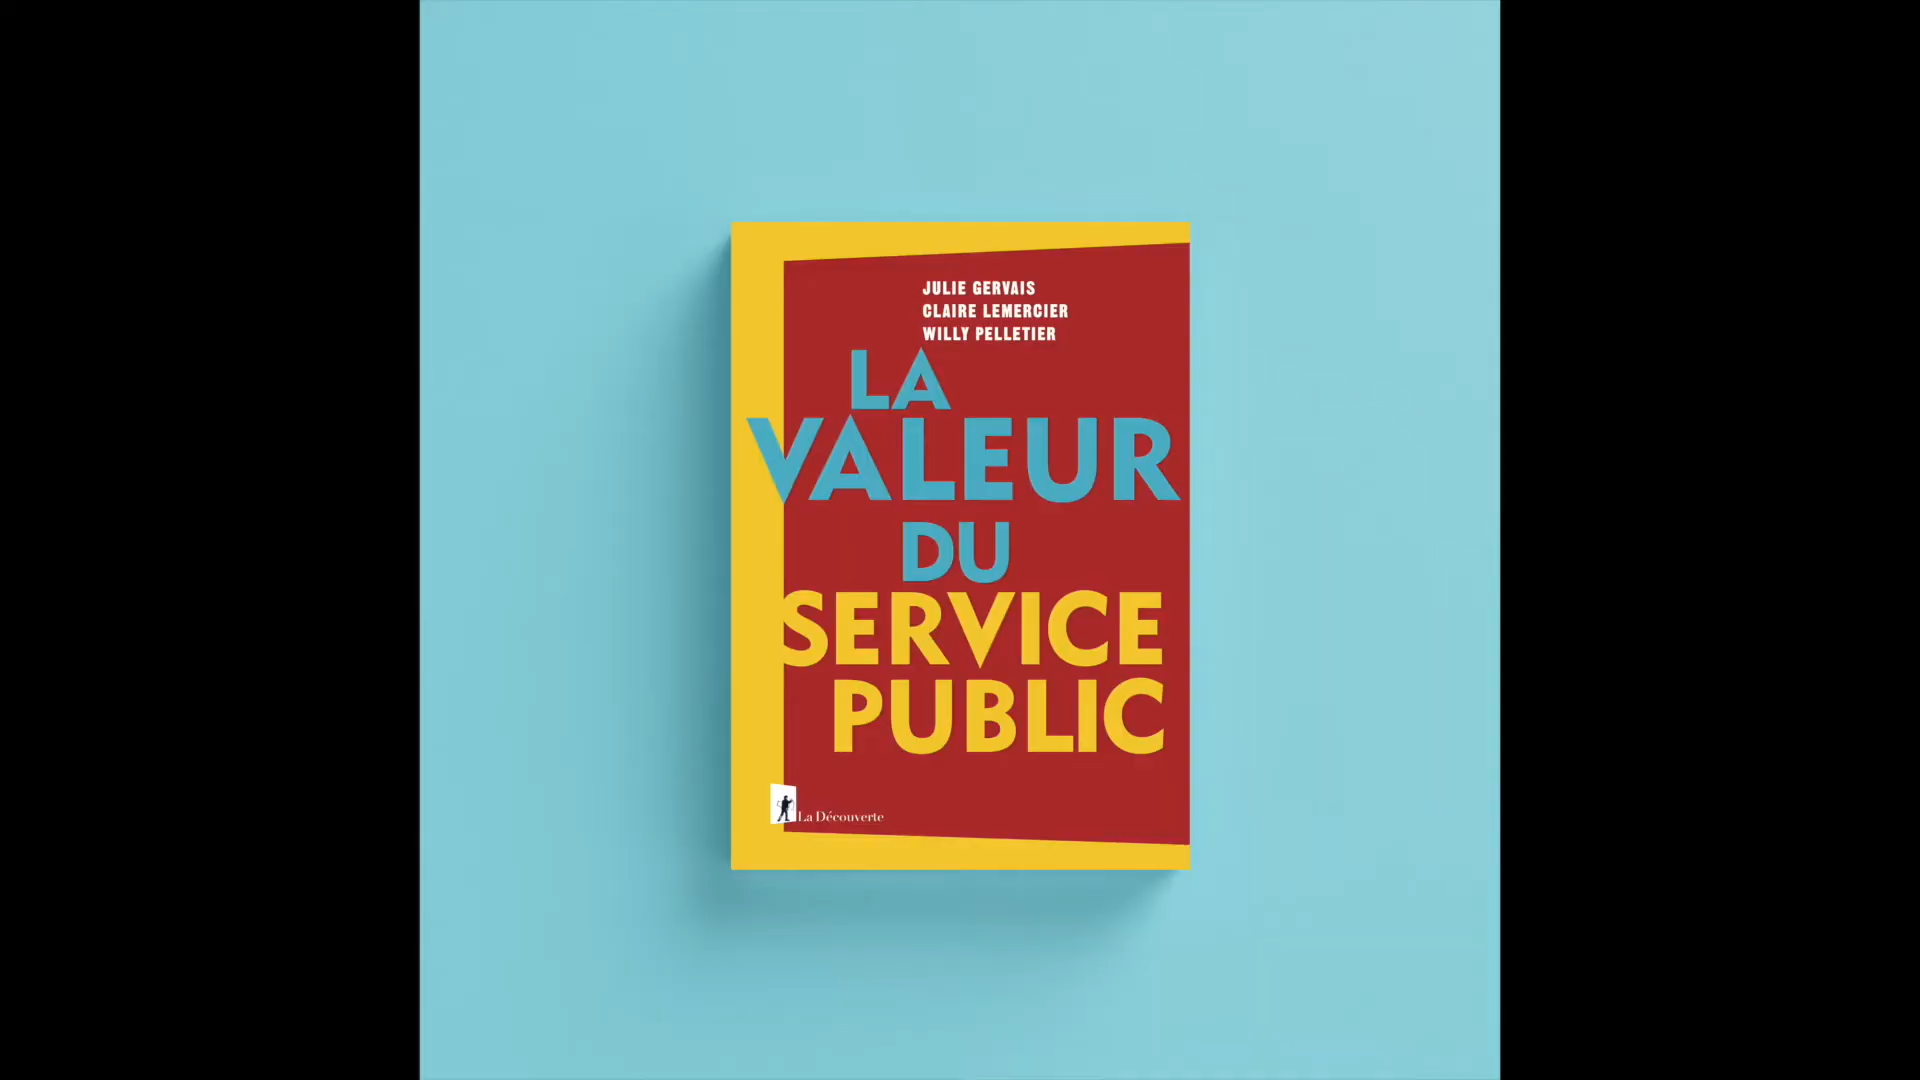 JULIE GERVAIS
CLAIRE LEMERCIER
WILLY PELLETIER
LA
VALEUR
DU
SERVICE
PUBLIC
La Découverte